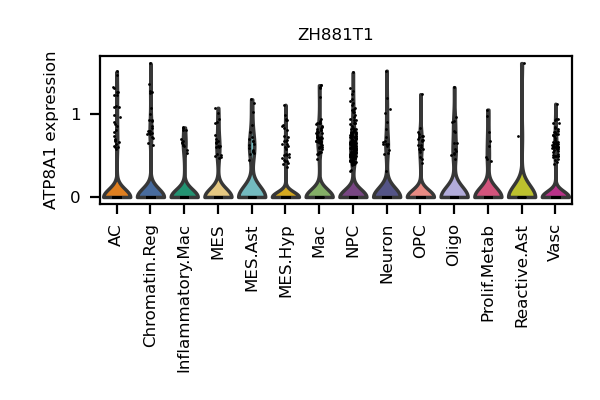 ZH881T1
ATP8A1 expression
1
0
AC
Chromatin.Reg
Inflammatory.Mac
MES
MES.Ast
MES.Hyp
Mac
NPC
Neuron
OPC
Oligo
Prolif.Metab
Reactive.Ast
Vasc